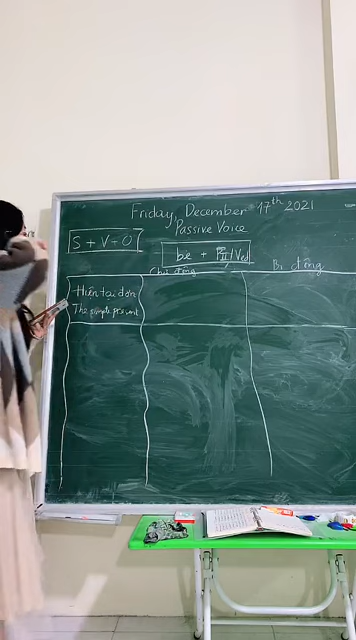 Friday, December 17th 2021
Passive Voice
S + V + O
be + PII/Ved
Chủ động
Bị động
Hiện tại đơn
The simple present